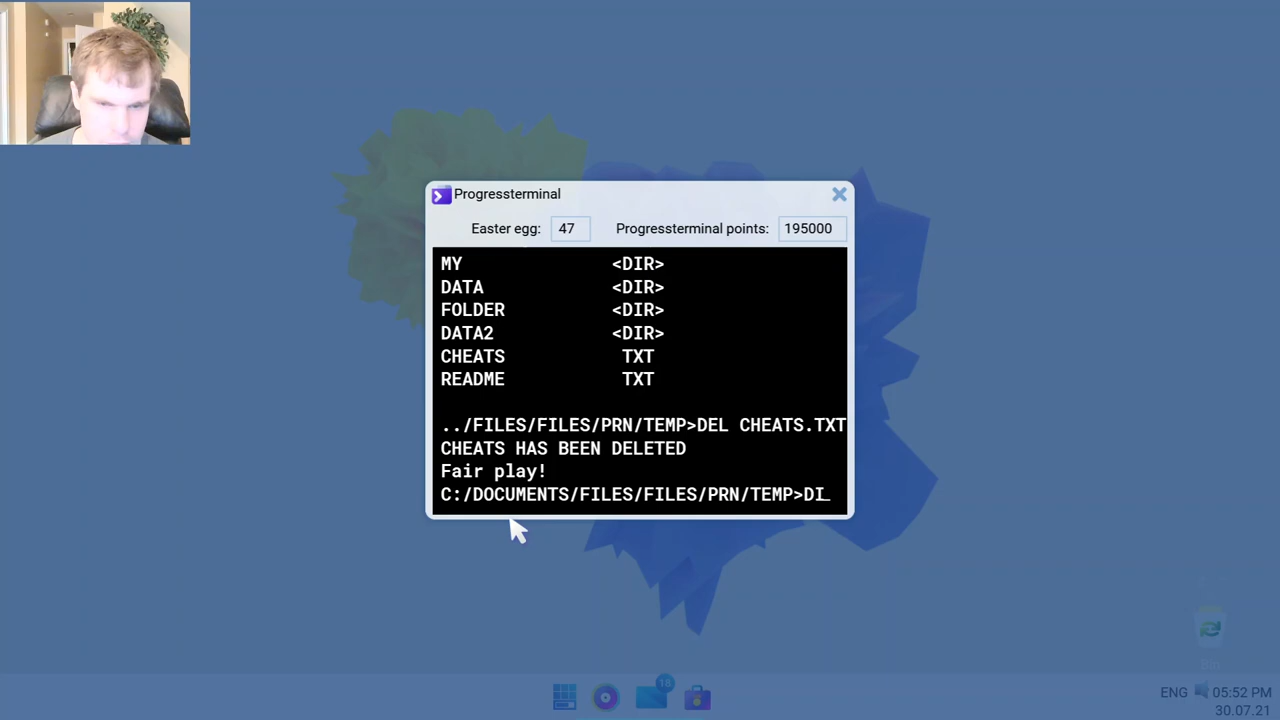 Progressterminal
Easter egg: 47 Progressterminal points: 195000
MY <DIR>
DATA <DIR>
FOLDER <DIR>
DATA2 <DIR>
CHEATS TXT
README TXT
../FILES/FILES/PRN/TEMP>DEL CHEATS.TXT
CHEATS HAS BEEN DELETED
Fair play!
C:/DOCUMENTS/FILES/FILES/PRN/TEMP>DI_
Bin
18
ENG 05:52 PM
30.07.21